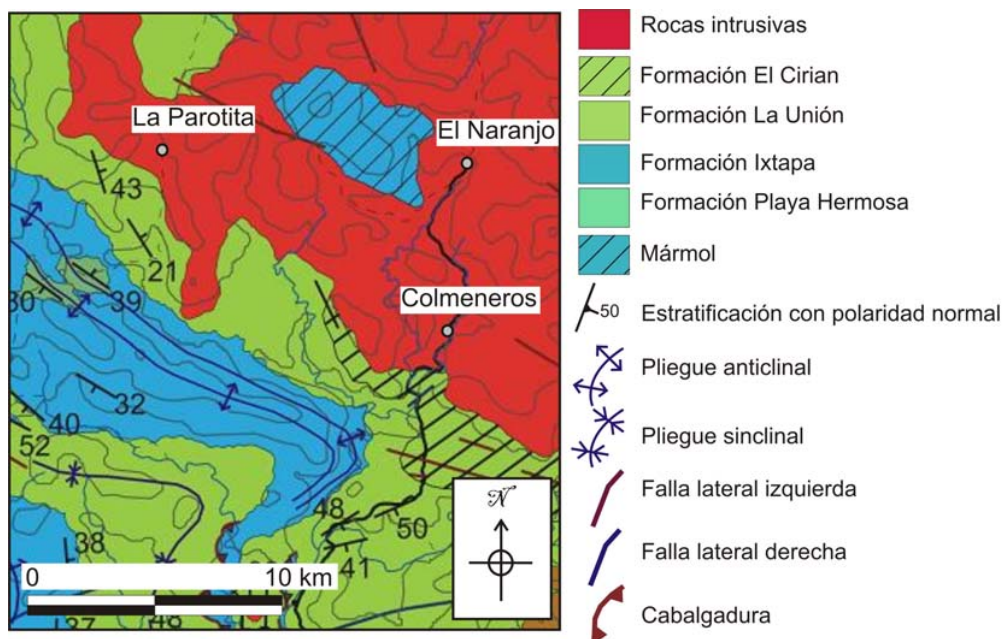 La Parotita
El Naranjo
43
21
30
39
Colmeneros
32
40
52
48
50
41
38
N
0 10 km
37
48
Rocas intrusivas
Formación El Cirian
Formación La Unión
Formación Ixtapa
Formación Playa Hermosa
Mármol
50
Estratificación con polaridad normal
Pliegue anticlinal
Pliegue sinclinal
Falla lateral izquierda
Falla lateral derecha
Cabalgadura